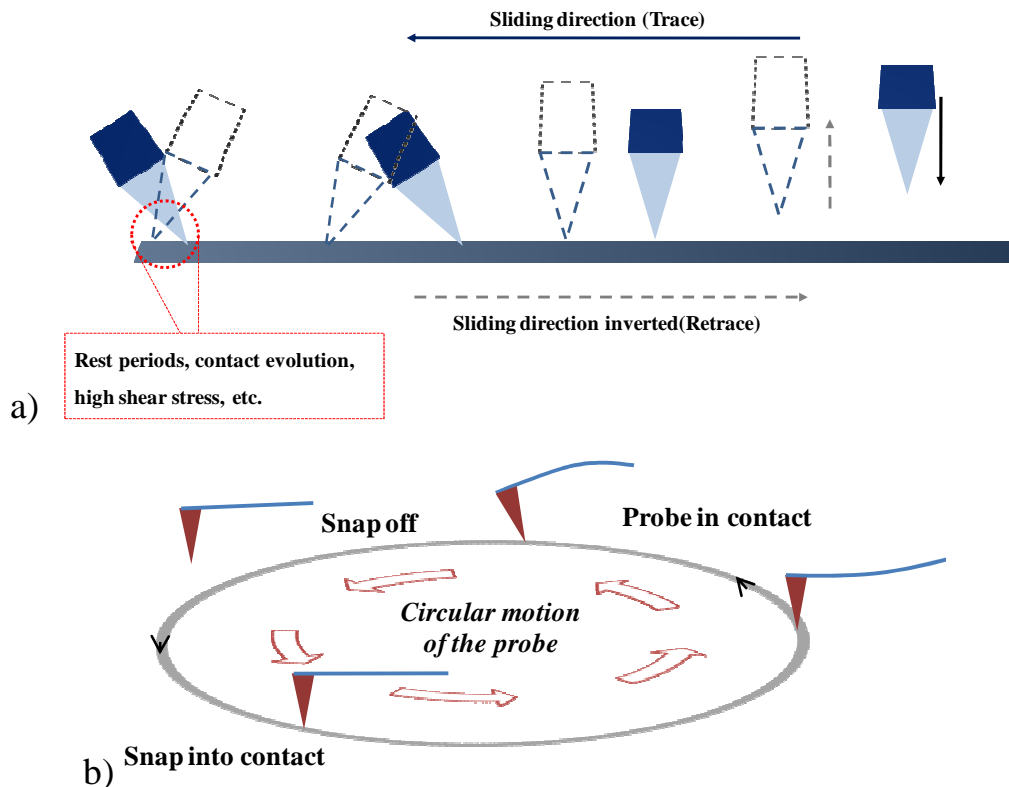 Sliding direction (Trace)
Sliding direction inverted(Retrace)
Rest periods, contact evolution,
high shear stress, etc.
a)
Snap off
Probe in contact
Circular motion
of the probe
Snap into contact
b)